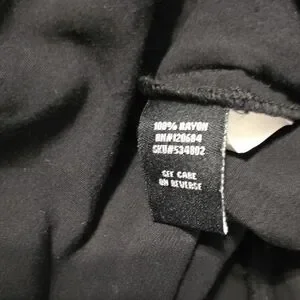 100% RAYON
RN#120684
SKU#534802
SEE CARE
ON REVERSE